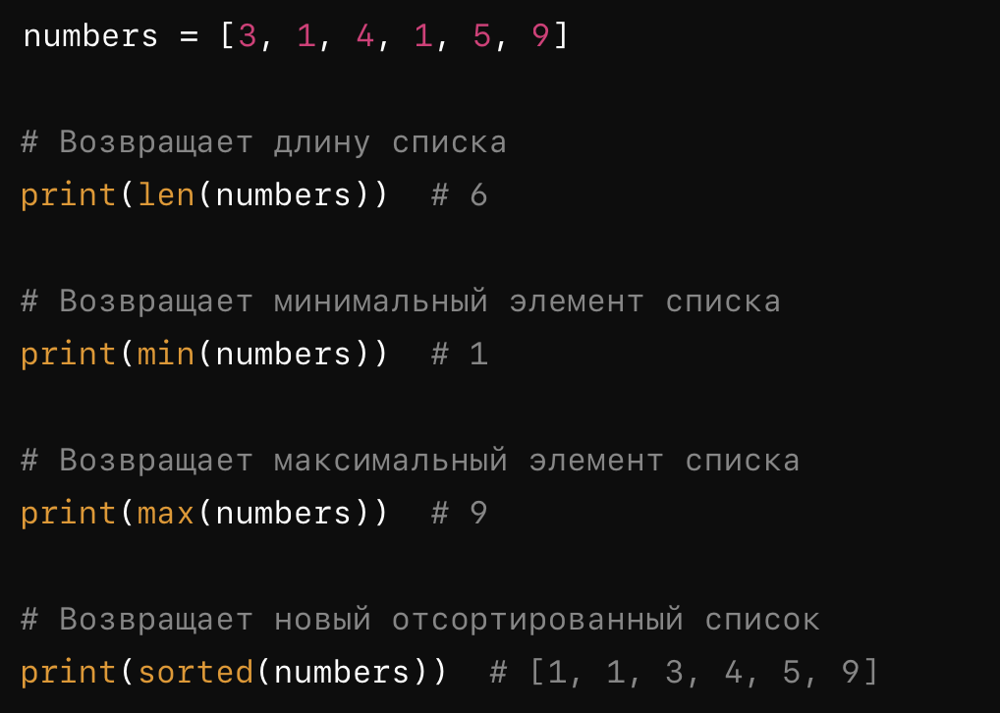 numbers = [3, 1, 4, 1, 5, 9]
# Возвращает длину списка
print(len(numbers))  # 6
# Возвращает минимальный элемент списка
print(min(numbers))  # 1
# Возвращает максимальный элемент списка
print(max(numbers))  # 9
# Возвращает новый отсортированный список
print(sorted(numbers))  # [1, 1, 3, 4, 5, 9]